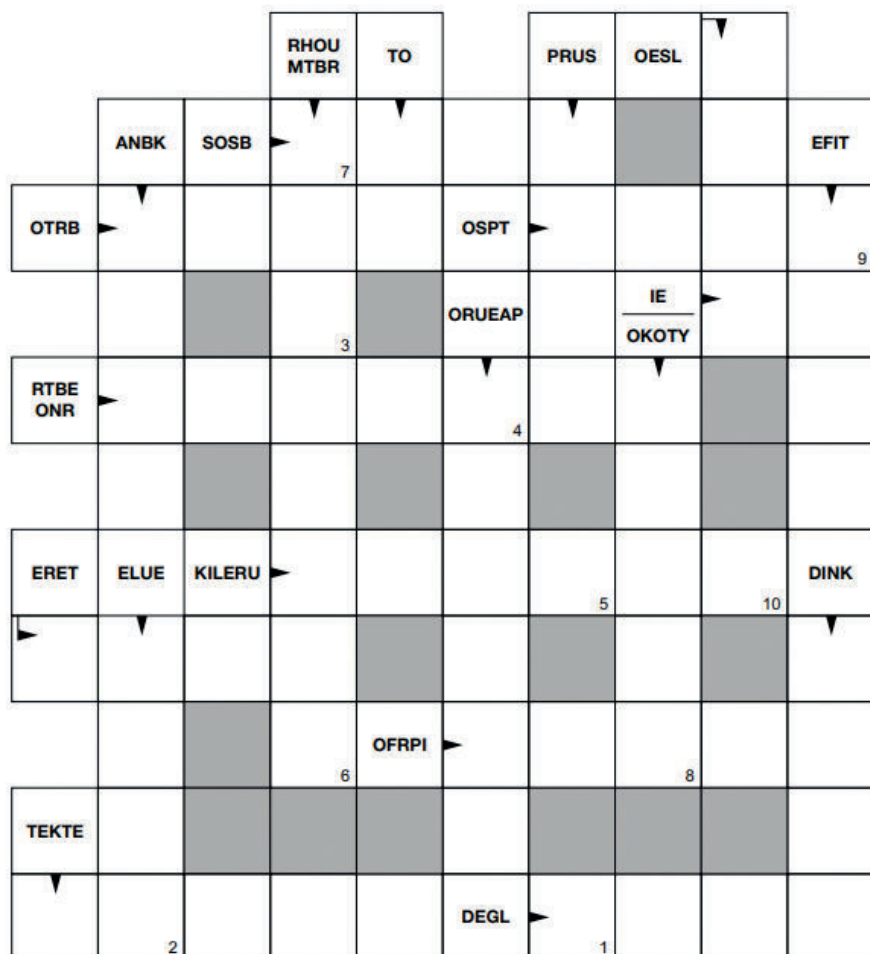 RHOU
MTBR
TO
PRUS
OESL
ANBK
SOSB
7
EFIT
OTRB
OSPT
9
3
ORUEAP
IE
OKOTY
RTBE
ONR
4
ERET
ELUE
KILERU
5
10
DINK
6
OFRPI
8
TEKTE
2
DEGL
1